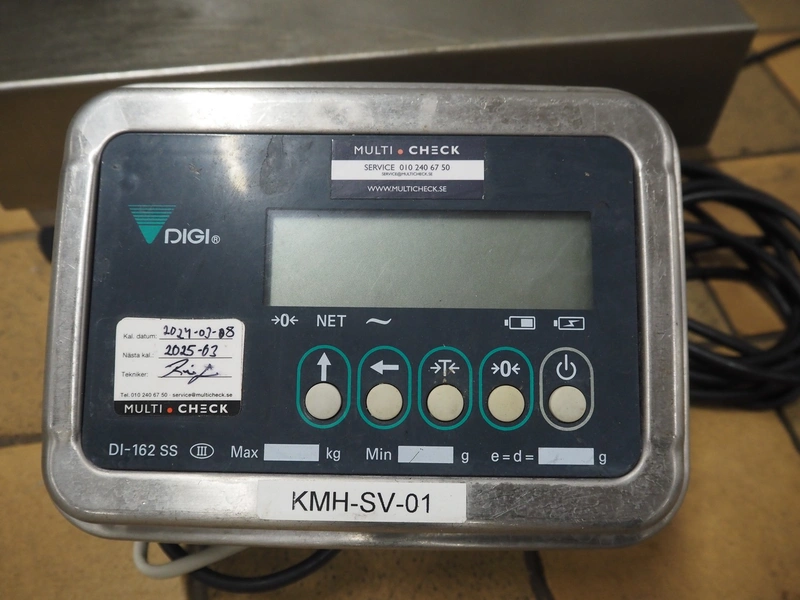 MULTI • CHECK
SERVICE 010 240 67 50
SERVICE@MULTICHECK.SE
WWW.MULTICHECK.SE
DIGI®
→0← NET ~
Kal. datum: 2024-03-08
Nästa kal.: 2025-03
Tekniker:
Tel. 010 240 67 50 service@multicheck.se
MULTI • CHECK
→T← →0←
DI-162 SS III Max kg Min g e=d= g
KMH-SV-01